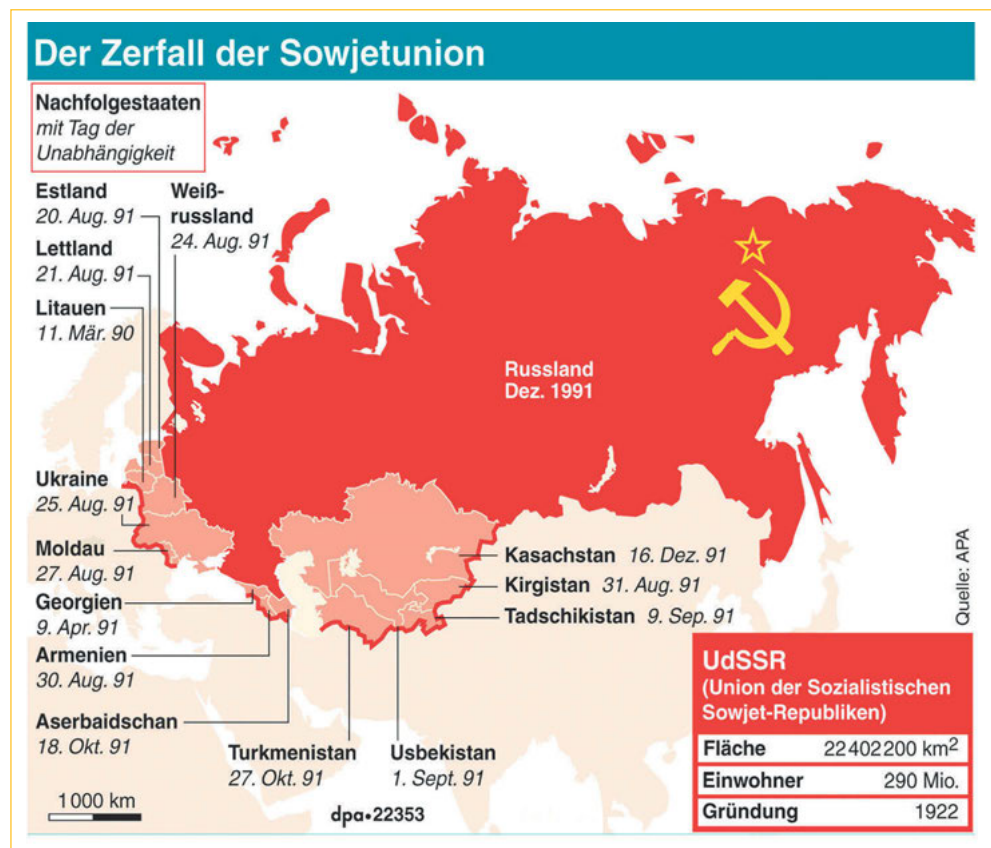 Der Zerfall der Sowjetunion
Nachfolgestaaten
mit Tag der
Unabhängigkeit
Estland
20. Aug. 91
Weiß-
russland
24. Aug. 91
Lettland
21. Aug. 91
Litauen
11. Mär. 90
Russland
Dez. 1991
Ukraine
25. Aug. 91
Moldau
27. Aug. 91
Georgien
9. Apr. 91
Armenien
30. Aug. 91
Aserbaidschan
18. Okt. 91
Turkmenistan
27. Okt. 91
Usbekistan
1. Sept. 91
Kasachstan 16. Dez. 91
Kirgistan 31. Aug. 91
Tadschikistan 9. Sep. 91
Quelle: APA
UdSSR
(Union der Sozialistischen
Sowjet-Republiken)
Fläche 22 402 200 km²
Einwohner 290 Mio.
Gründung 1922
1 000 km
dpa•22353